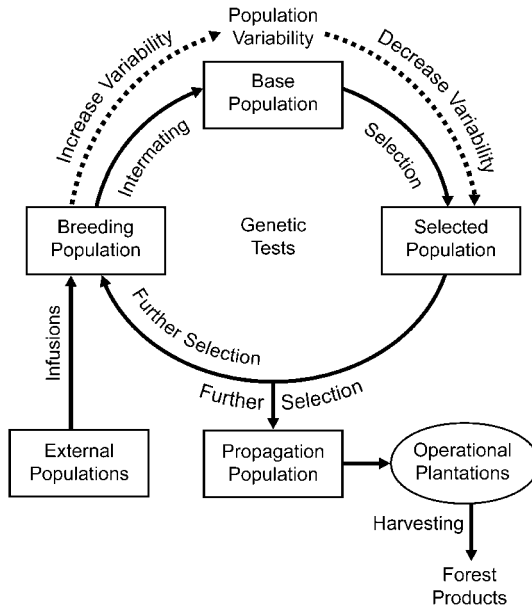 Population
Variability
Increase Variability
Decrease Variability
Base
Population
Intermating
Selection
Breeding
Population
Genetic
Tests
Selected
Population
Further Selection
Infusions
Further Selection
External
Populations
Propagation
Population
Operational
Plantations
Harvesting
Forest
Products